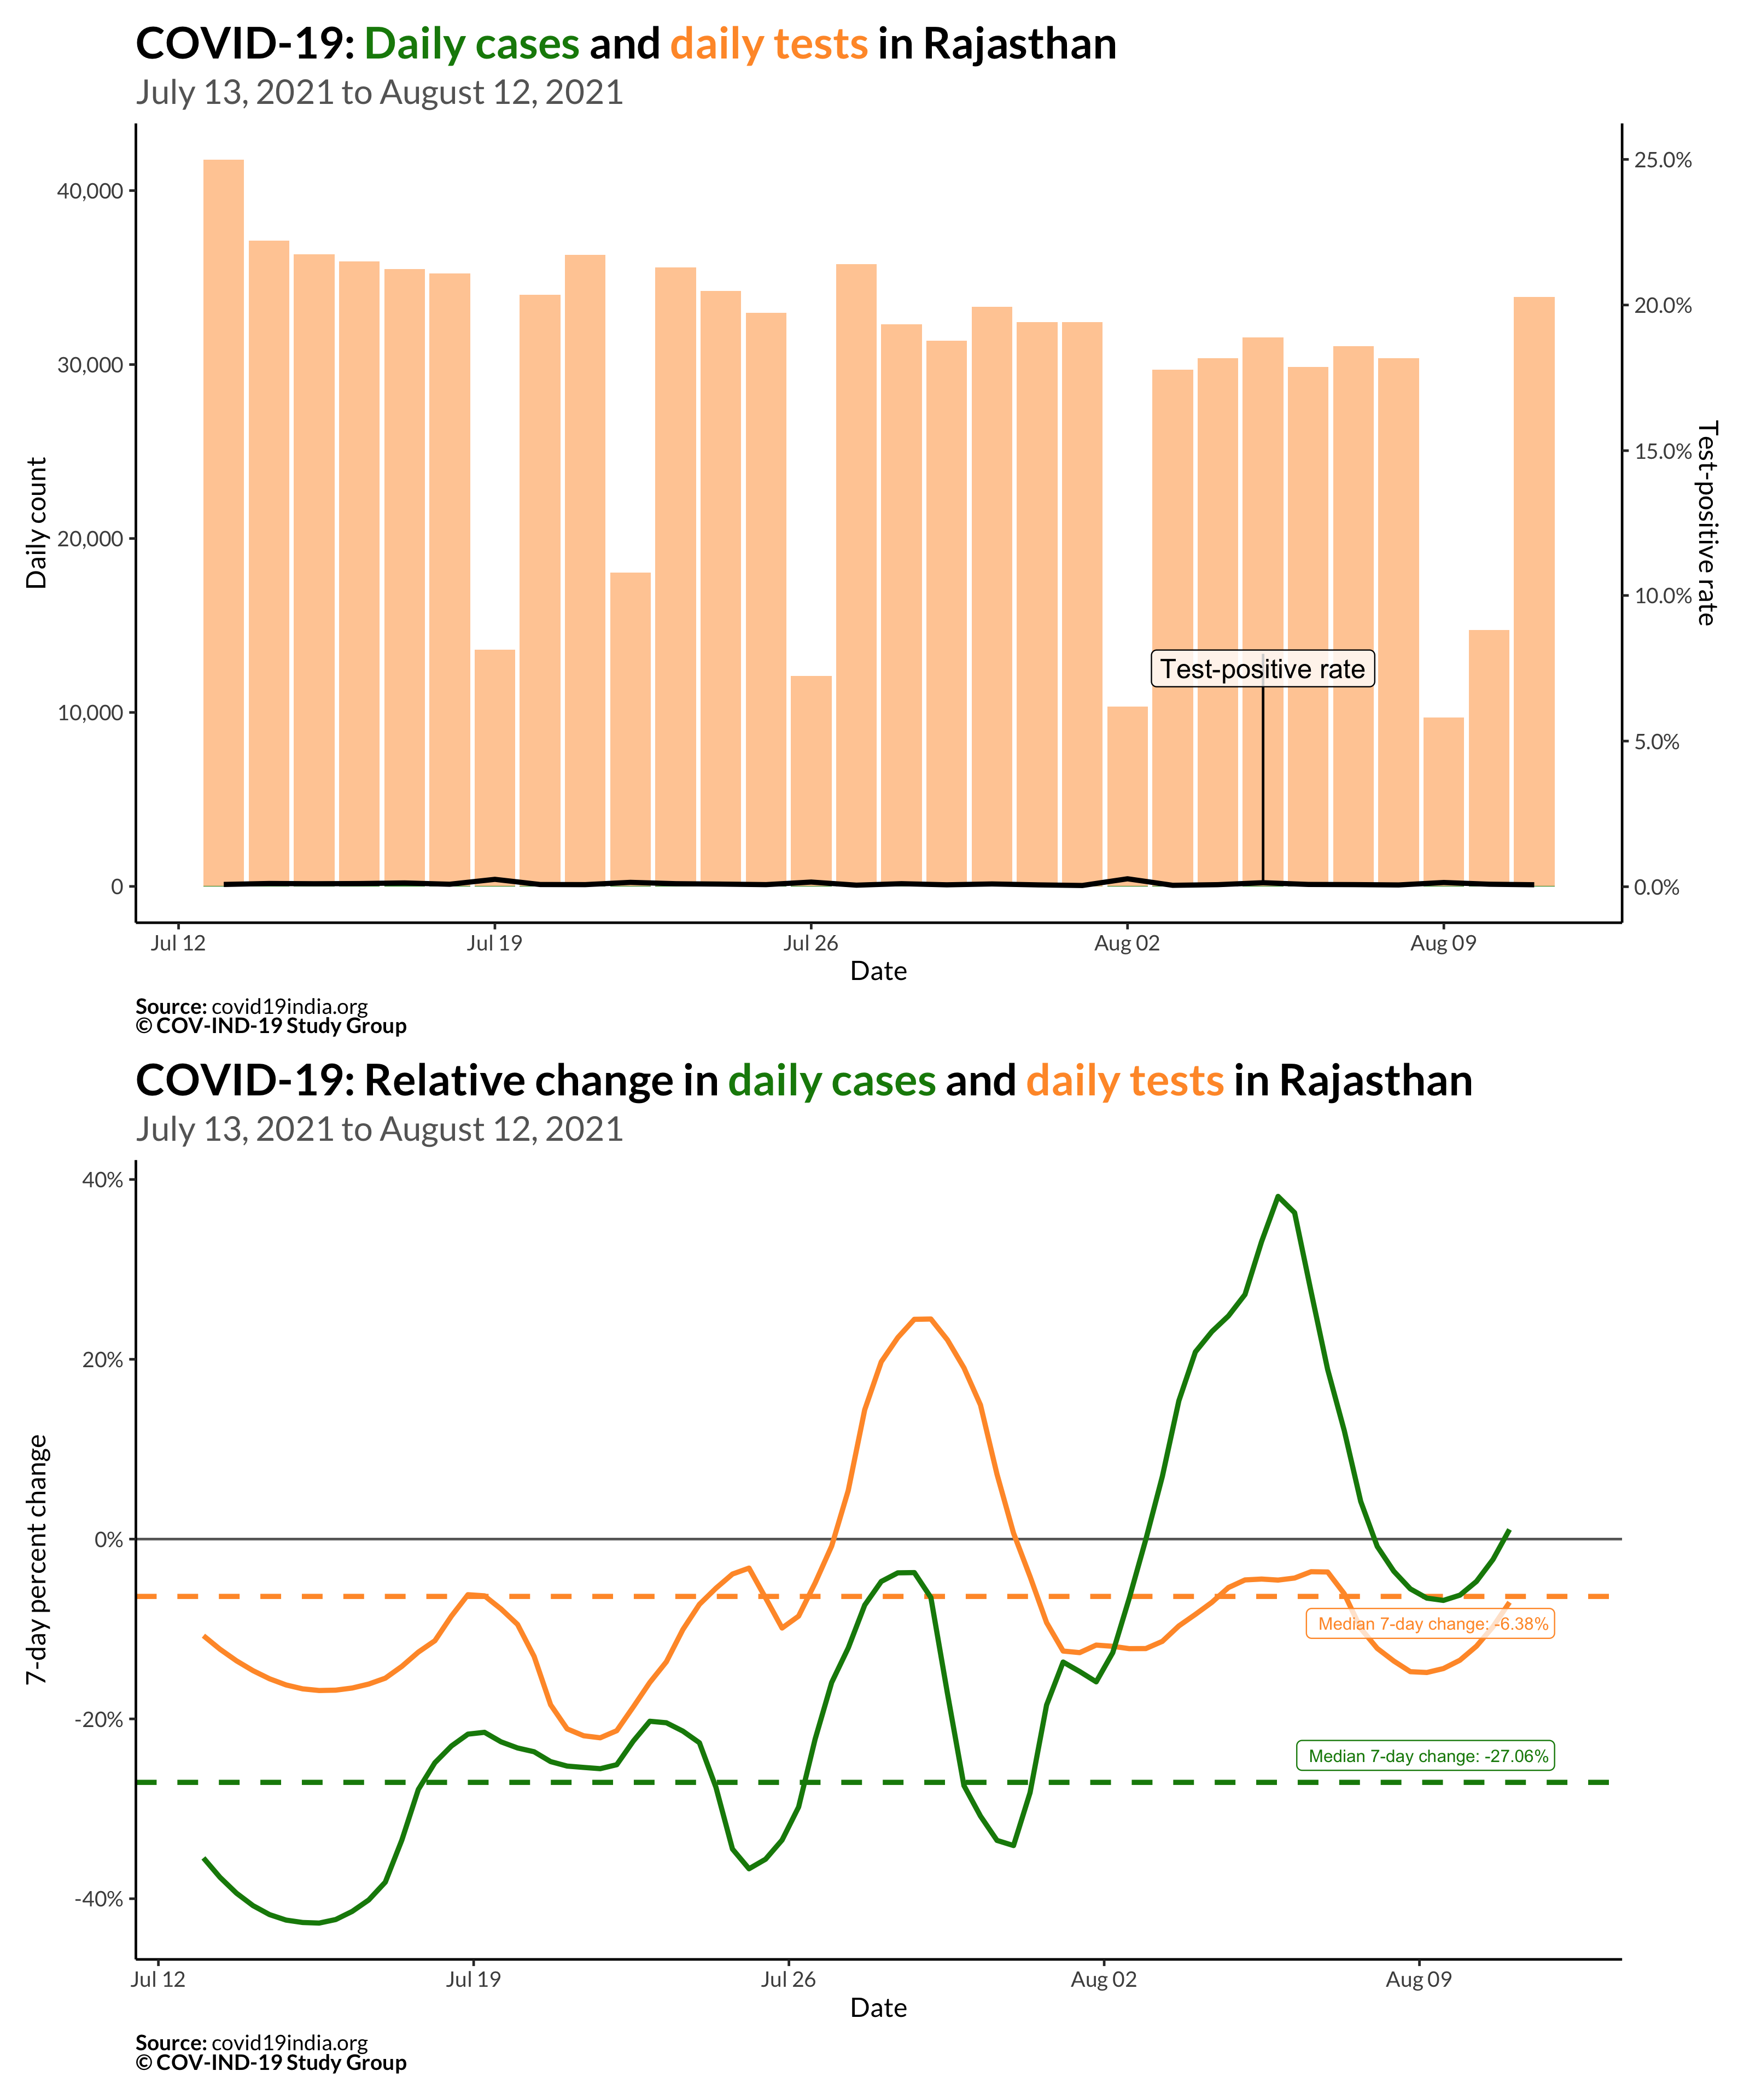 COVID-19: Daily cases and daily tests in Rajasthan
July 13, 2021 to August 12, 2021
Daily count
40,000
30,000
20,000
10,000
0
25.0%
20.0%
15.0%
10.0%
5.0%
0.0%
Test-positive rate
Test-positive rate
Jul 12
Jul 19
Jul 26
Aug 02
Aug 09
Date
Source: covid19india.org
© COV-IND-19 Study Group
COVID-19: Relative change in daily cases and daily tests in Rajasthan
July 13, 2021 to August 12, 2021
7-day percent change
40%
20%
0%
-20%
-40%
Median 7-day change: -6.38%
Median 7-day change: -27.06%
Jul 12
Jul 19
Jul 26
Aug 02
Aug 09
Date
Source: covid19india.org
© COV-IND-19 Study Group